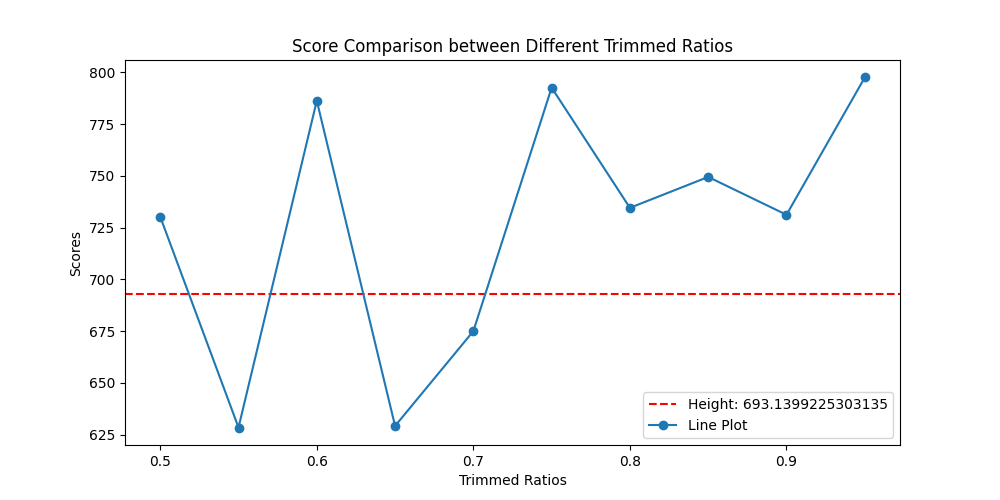 Score Comparison between Different Trimmed Ratios
800
775
750
725
700
675
650
625
Scores
Height: 693.1399225303135
Line Plot
0.5 0.6 0.7 0.8 0.9
Trimmed Ratios